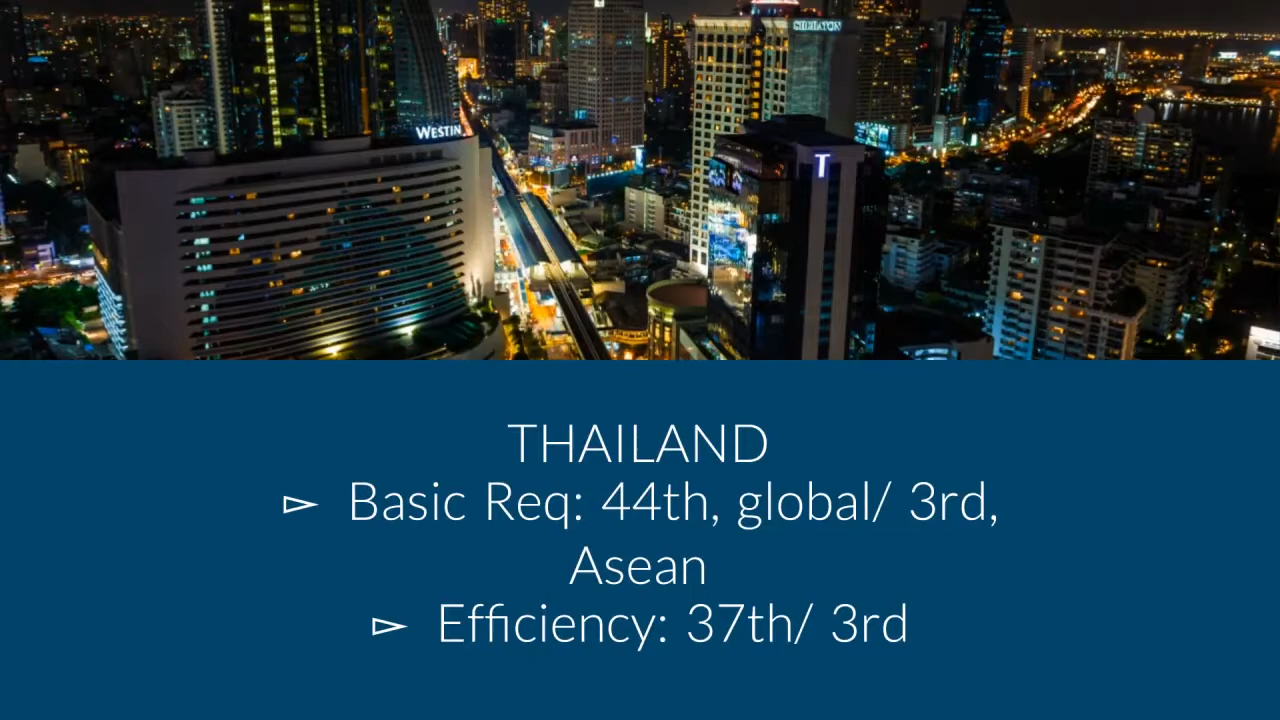 SHERATON
WESTIN
T
THAILAND
▻ Basic Req: 44th, global/ 3rd,
Asean
▻ Efficiency: 37th/ 3rd